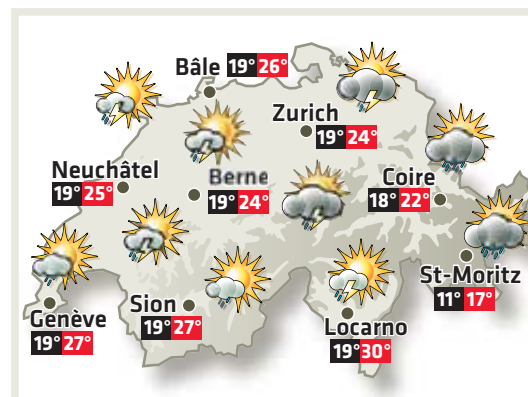 Bâle 19° 26°
Zurich
19° 24°
Neuchâtel
19° 25°
Berne
19° 24°
Coire
18° 22°
St-Moritz
11° 17°
Sion
19° 27°
Genève
19° 27°
Locarno
19° 30°